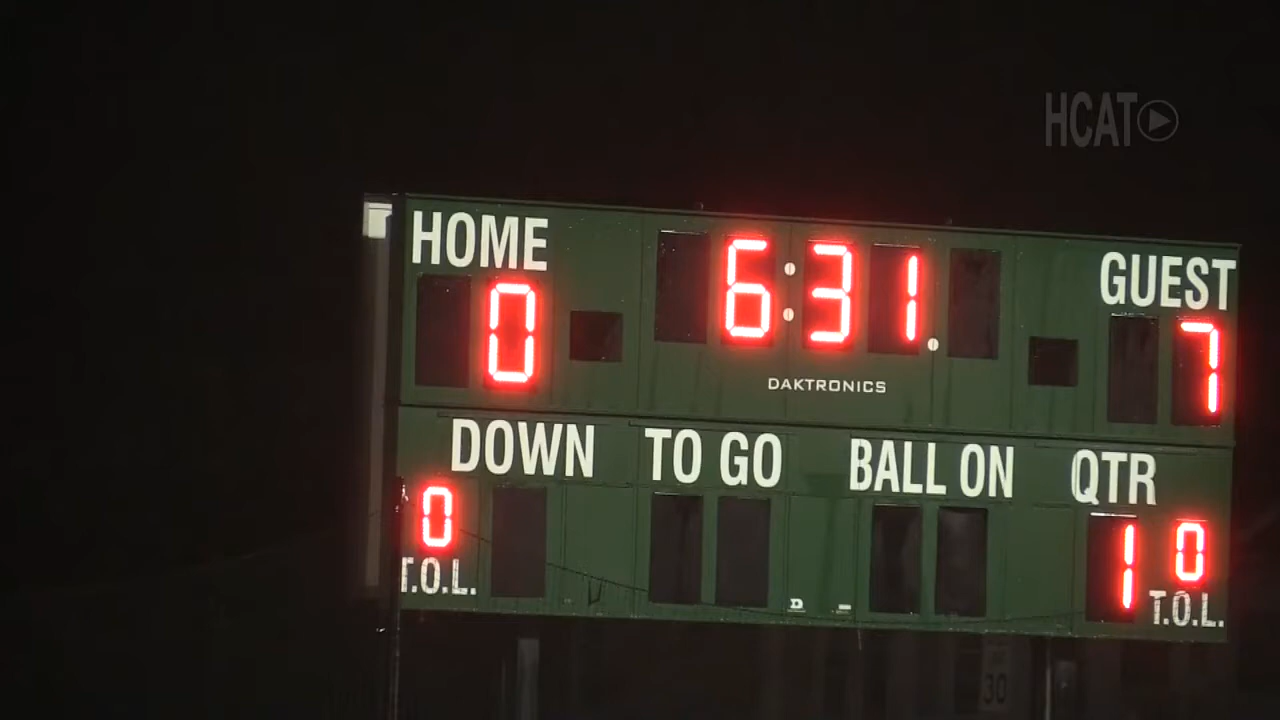 HCAT
HOME 6:31 GUEST
0 7
DAKTRONICS
DOWN TO GO BALL ON QTR
0 1 0
T.O.L. T.O.L.
30